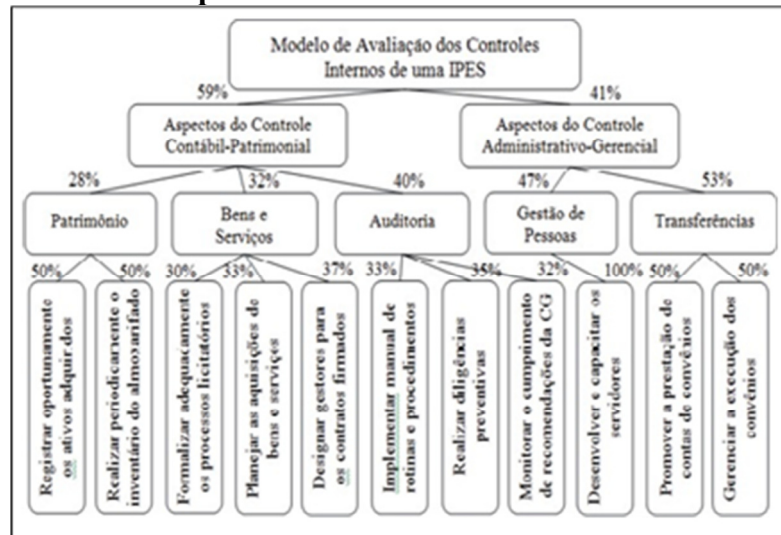 Modelo de Avaliação dos Controles
Internos de uma IPES
59%
41%
Aspectos do Controle
Contábil-Patrimonial
Aspectos do Controle
Administrativo-Gerencial
28%
32%
40%
47%
53%
Patrimônio
Bens e
Serviços
Auditoria
Gestão de
Pessoas
Transferências
50%
50%
30%
33%
37%
33%
35%
32%
100%
50%
50%
Registrar oportunamente
os ativos adquir dos
Realizar periodicamente o
inventário do almoxarifado
Formalizar adequadamente
os processos licitatórios
Planejar as aquisições de
bens e serviços
Designar gestores para
os contratos firmados
Implementar manual de
rotinas e procedimentos
Realizar diligências
preventivas
Monitorar o cumprimento
de recomendações da CG
Desenvolver e capacitar os
servidores
Promover a prestação de
contas de convênios
Gerenciar a execução dos
convênios